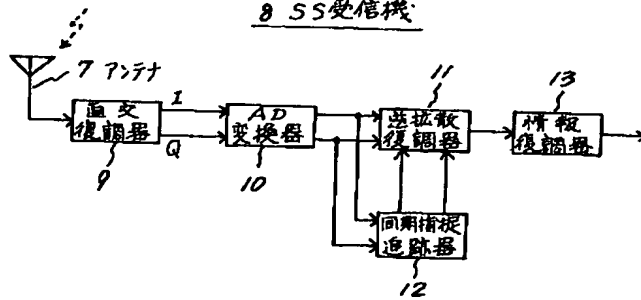 8 SS受信機
7 アンテナ
直交
復調器
9
I
Q
AD
変換器
10
11
逆拡散
復調器
13
情報
復調器
同期捕捉
追跡器
12